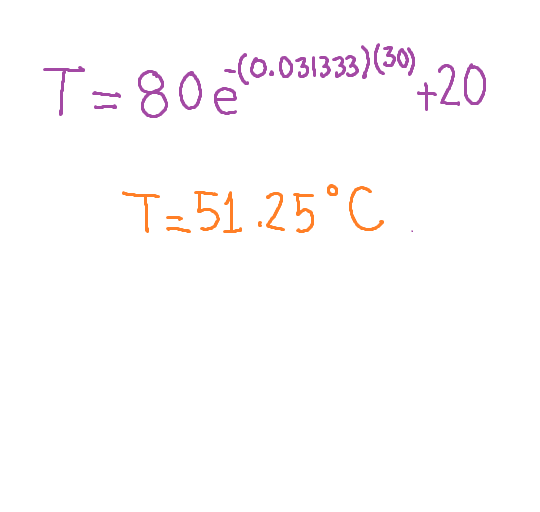 T = 80e^-(0.031333)(30) + 20
T = 51.25°C